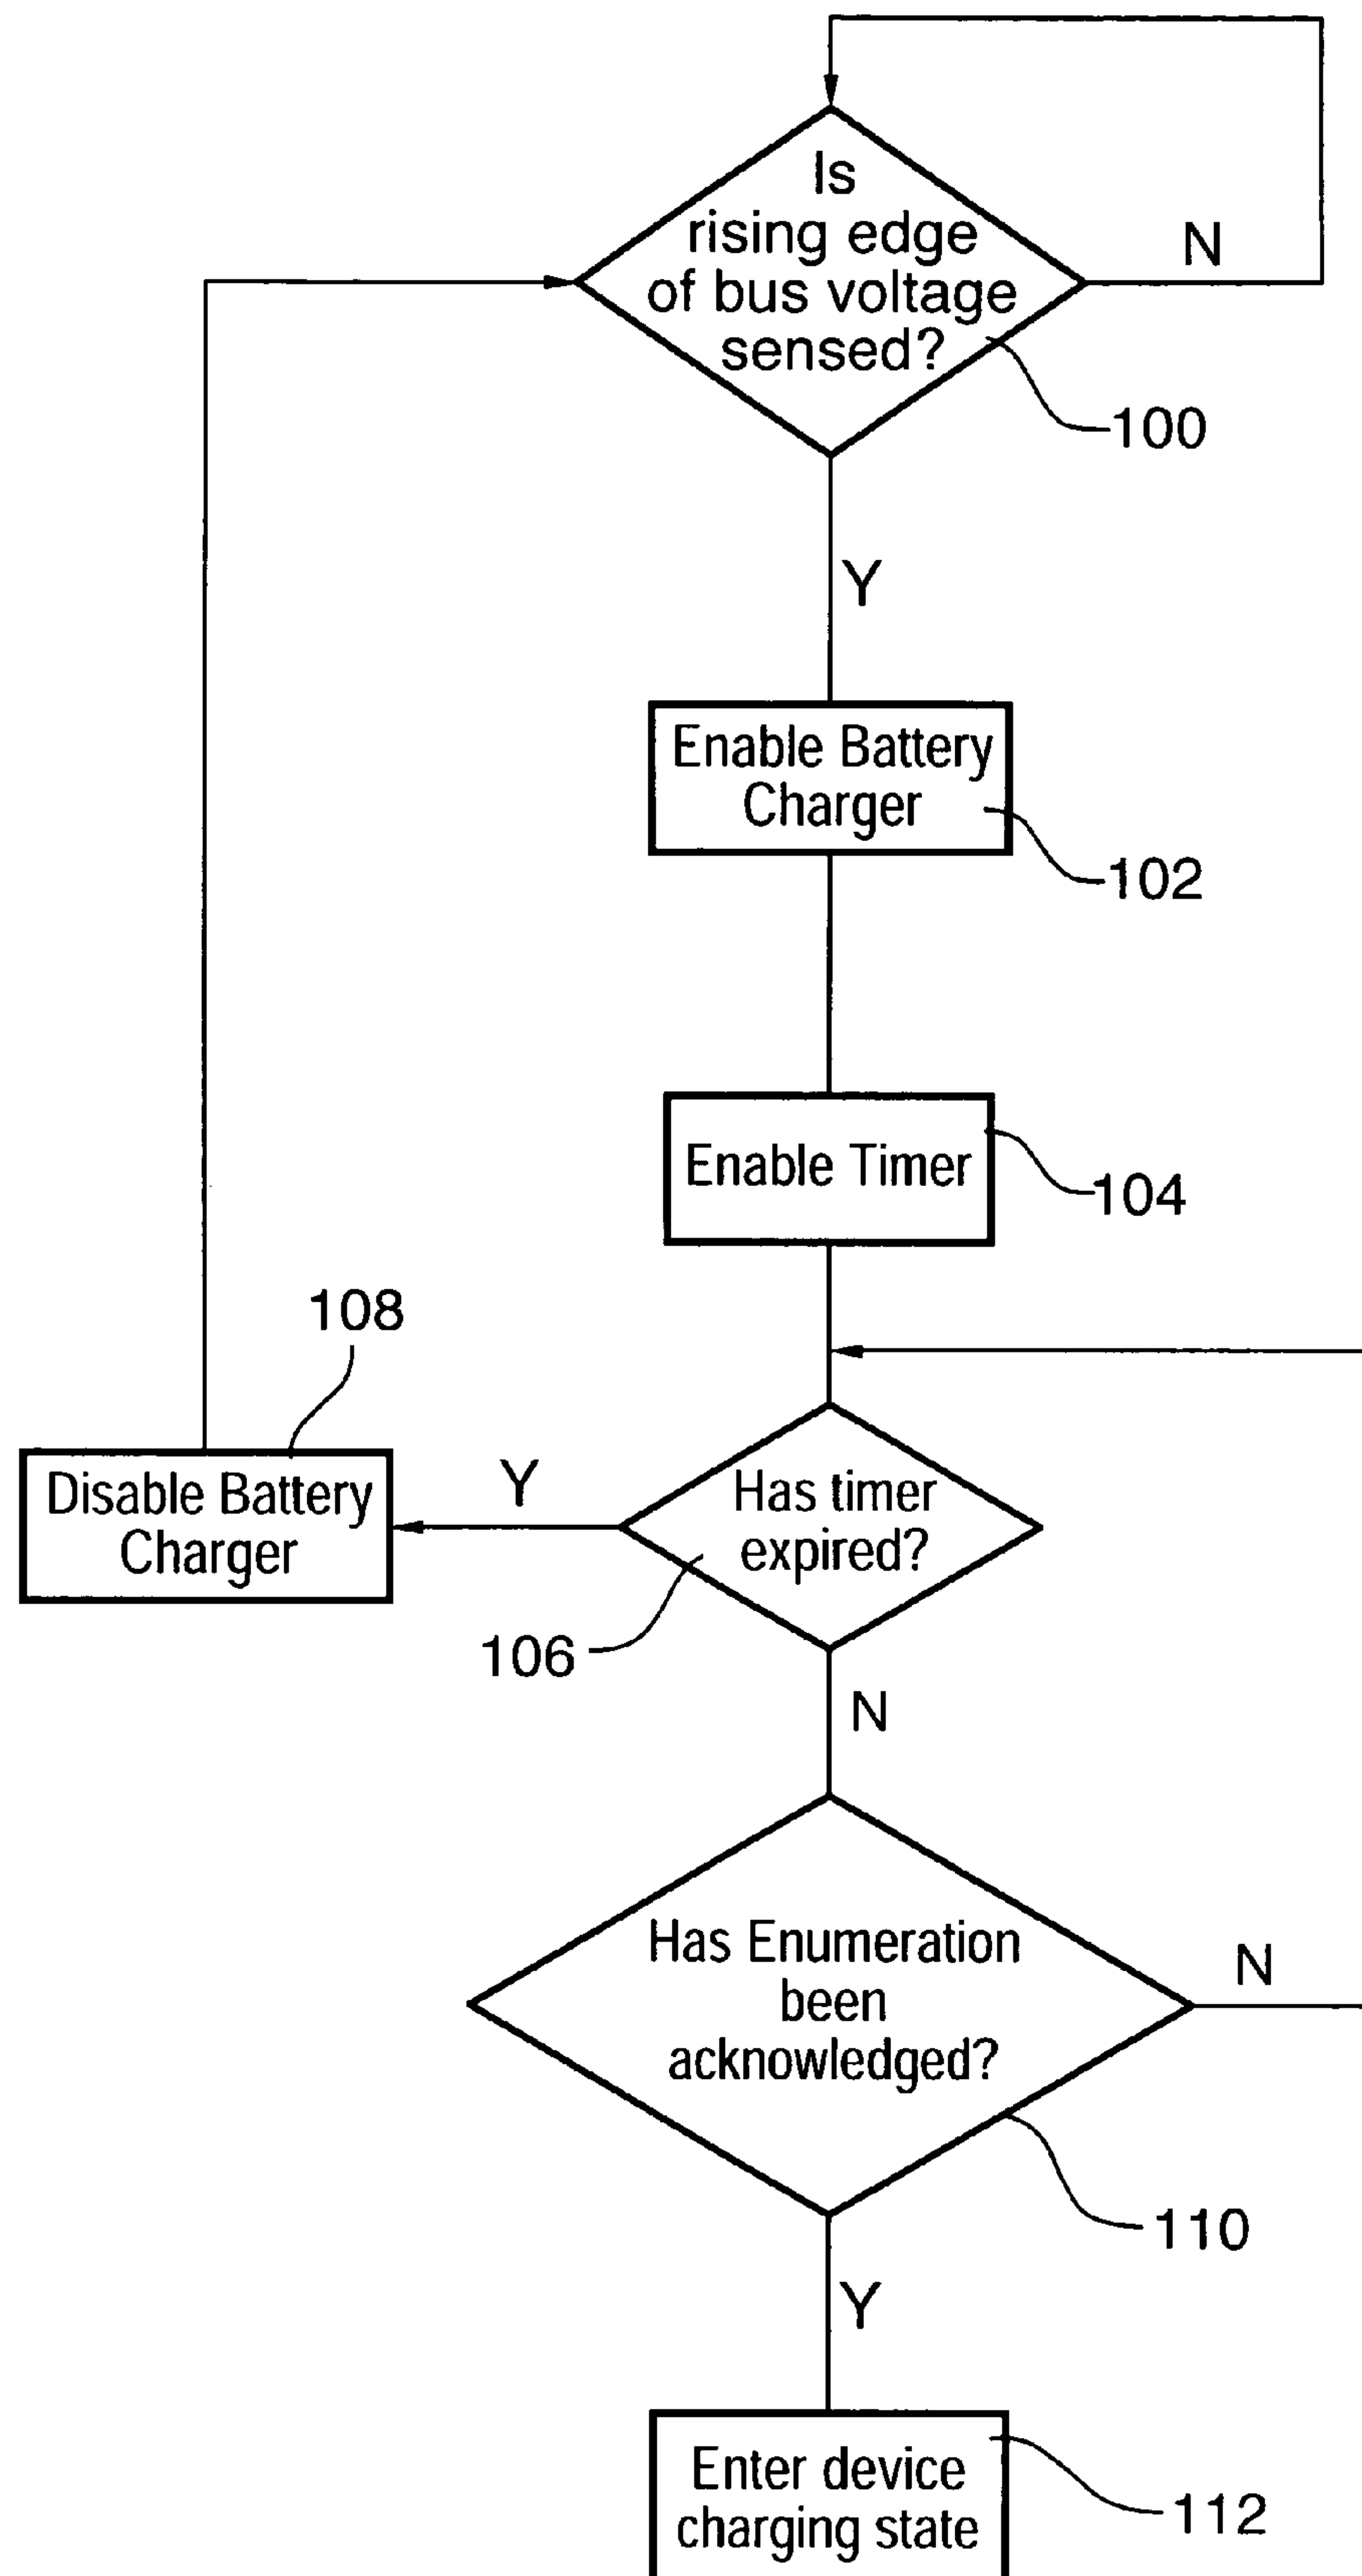 Is
rising edge
of bus voltage
sensed?
N
100
Y
Enable Battery
Charger
102
Enable Timer
104
108
Disable Battery
Charger
Y
Has timer
expired?
106
N
Has Enumeration
been
acknowledged?
N
110
Y
Enter device
charging state
112